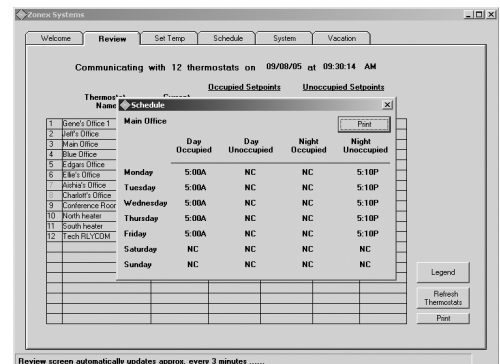 Zonex Systems
Welcome Review Set Temp Schedule System Vacation
Communicating with 12 thermostats on 09/08/05 at 09:30:14 AM
Occupied Setpoints Unoccupied Setpoints
Thermostat
Name
Schedule
Main Office Print
Day Occupied Day Unoccupied Night Occupied Night Unoccupied
Monday 5:00A NC NC 5:10P
Tuesday 5:00A NC NC 5:10P
Wednesday 5:00A NC NC 5:10P
Thursday 5:00A NC NC 5:10P
Friday 5:00A NC NC 5:10P
Saturday NC NC NC NC
Sunday NC NC NC NC
1 Gene's Office 1
2 Jeff's Office
3 Main Office
4 Blue Office
5 Edgars Office
6 Ellie's Office
7 Aishia's Office
8 Charlott's Office
9 Conference Roor
10 North heater
11 South heater
12 Tech RLYCOM
Legend
Refresh
Thermostats
Print
Review screen automatically updates approx. every 3 minutes ......